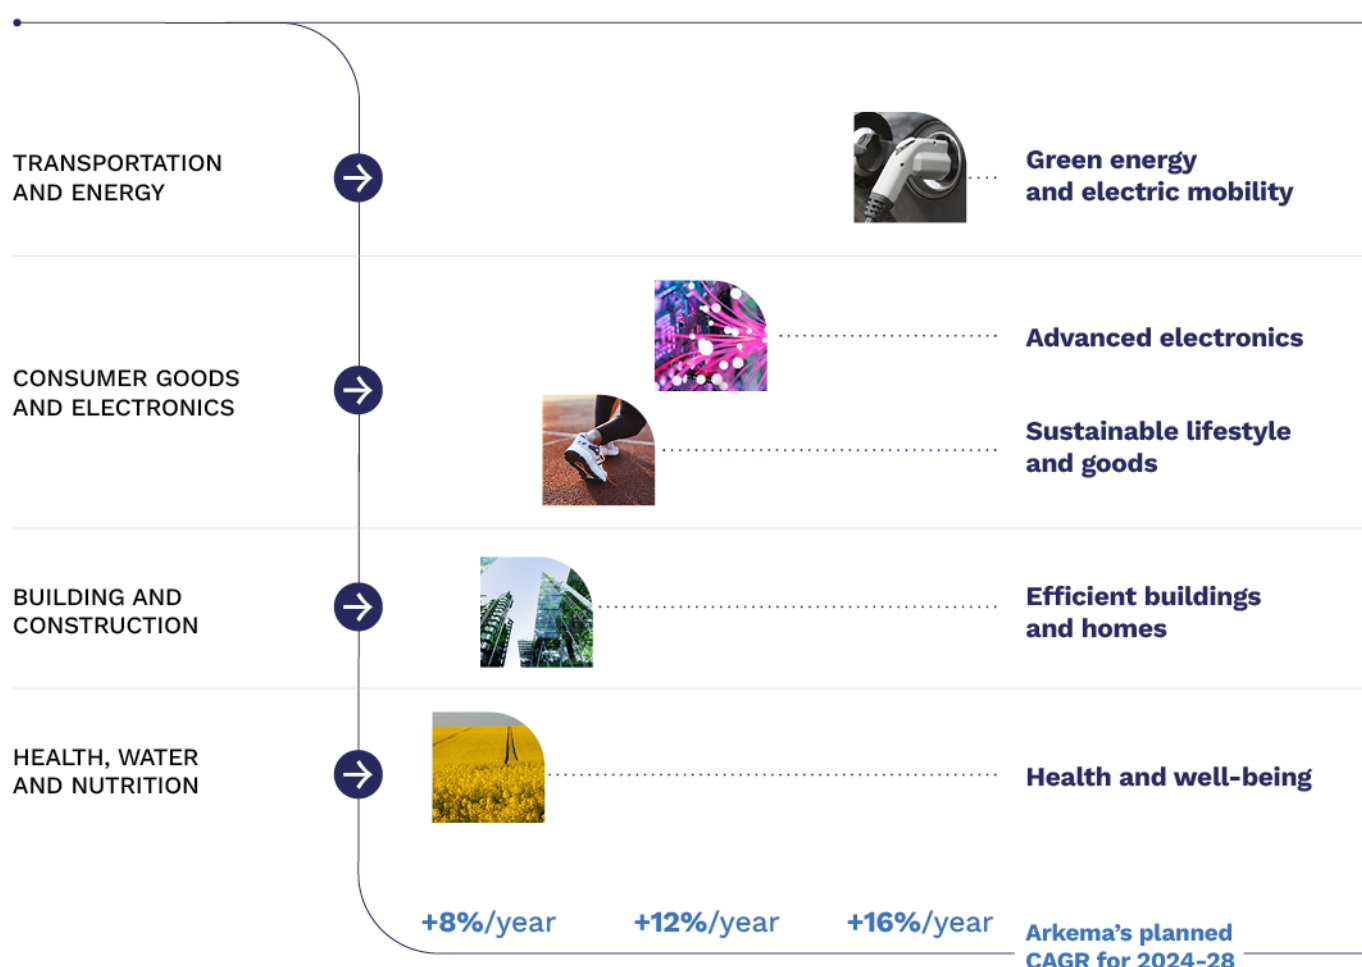 TRANSPORTATION
AND ENERGY
Green energy
and electric mobility
CONSUMER GOODS
AND ELECTRONICS
Advanced electronics
Sustainable lifestyle
and goods
BUILDING AND
CONSTRUCTION
Efficient buildings
and homes
HEALTH, WATER
AND NUTRITION
Health and well-being
+8%/year +12%/year +16%/year
Arkema's planned
CAGR for 2024-28